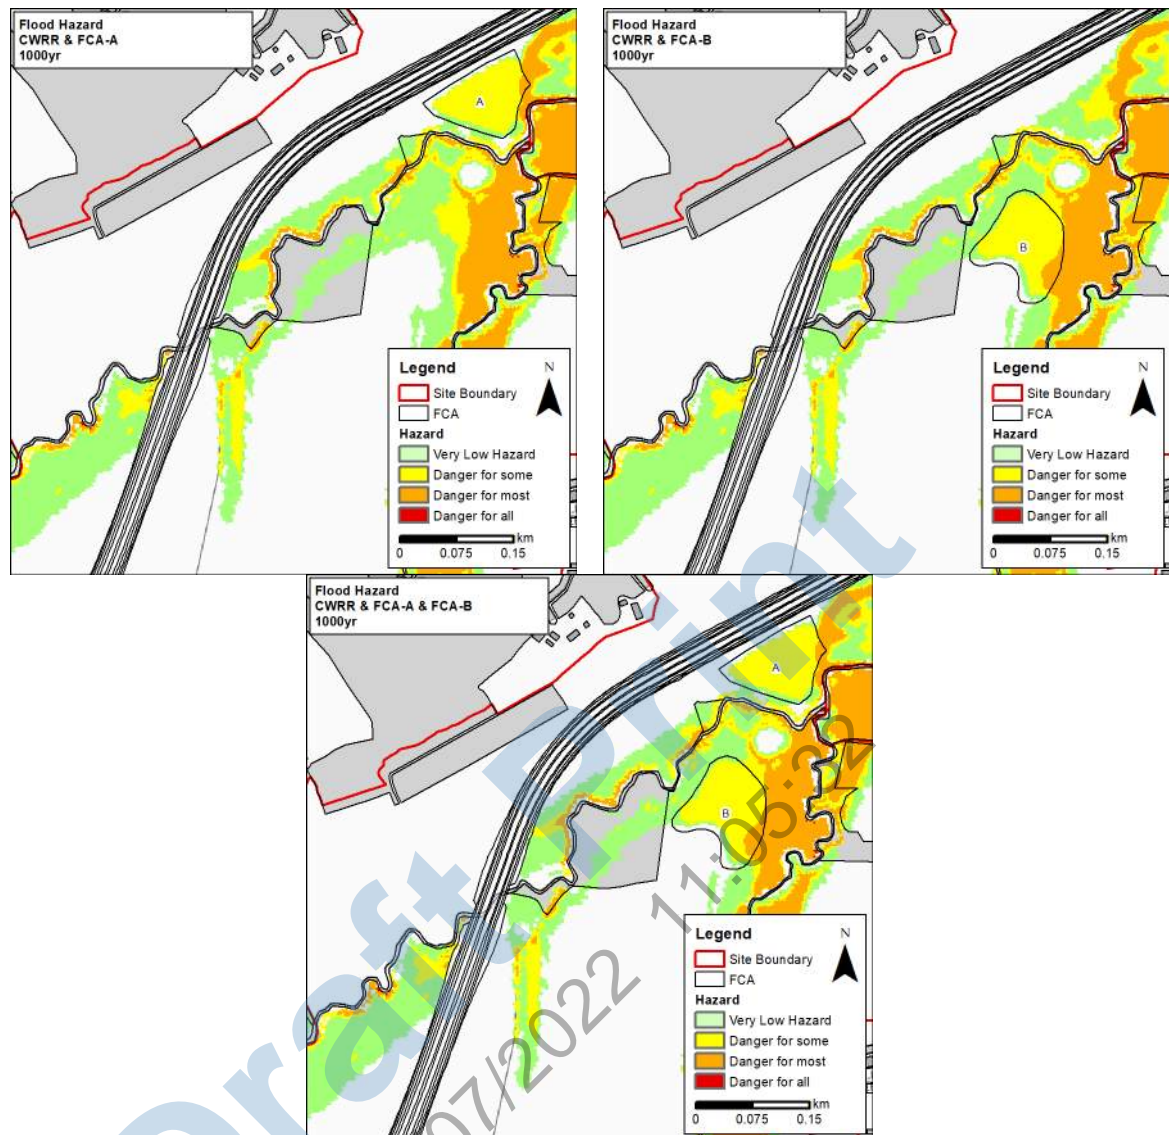 Flood Hazard
CWRR & FCA-A
1000yr
A
Legend
N
Site Boundary
FCA
Hazard
Very Low Hazard
Danger for some
Danger for most
Danger for all
km
0 0.075 0.15
Flood Hazard
CWRR & FCA-B
1000yr
B
Legend
N
Site Boundary
FCA
Hazard
Very Low Hazard
Danger for some
Danger for most
Danger for all
km
0 0.075 0.15
Flood Hazard
CWRR & FCA-A & FCA-B
1000yr
A
B
Legend
N
Site Boundary
FCA
Hazard
Very Low Hazard
Danger for some
Danger for most
Danger for all
km
0 0.075 0.15
Draft Print
07/2022 11:05:32